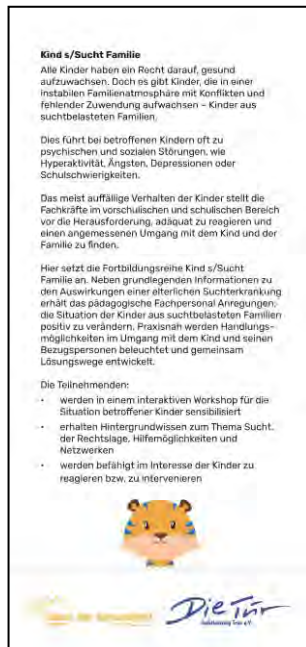 Kind s/Sucht Familie
Alle Kinder haben ein Recht darauf, gesund
aufzuwachsen. Doch es gibt Kinder, die in einer
instabilen Familienatmosphäre mit Konflikten und
fehlender Zuwendung aufwachsen – Kinder aus
suchtbelasteten Familien.
Dies führt bei betroffenen Kindern oft zu
psychischen und sozialen Störungen, wie
Hyperaktivität, Ängsten, Depressionen oder
Schulschwierigkeiten.
Das meist auffällige Verhalten der Kinder stellt die
Fachkräfte im vorschulischen und schulischen Bereich
vor die Herausforderung, adäquat zu reagieren und
einen angemessenen Umgang mit dem Kind und der
Familie zu finden.
Hier setzt die Fortbildungsreihe Kind s/Sucht
Familie an. Neben grundlegenden Informationen zu
den Auswirkungen einer elterlichen Suchterkrankung
erhält das pädagogische Fachpersonal Anregungen,
die Situation der Kinder aus suchtbelasteten Familien
positiv zu verändern. Praxisnah werden Handlungs-
möglichkeiten im Umgang mit dem Kind und seinen
Bezugspersonen beleuchtet und gemeinsam
Lösungswege entwickelt.
Die Teilnehmenden:
· werden in einem interaktiven Workshop für die
Situation betroffener Kinder sensibilisiert
· erhalten Hintergrundwissen zum Thema Sucht,
der Rechtslage, Hilfemöglichkeiten und
Netzwerken
· werden befähigt im Interesse der Kinder zu
reagieren bzw. zu intervenieren
Die Tür